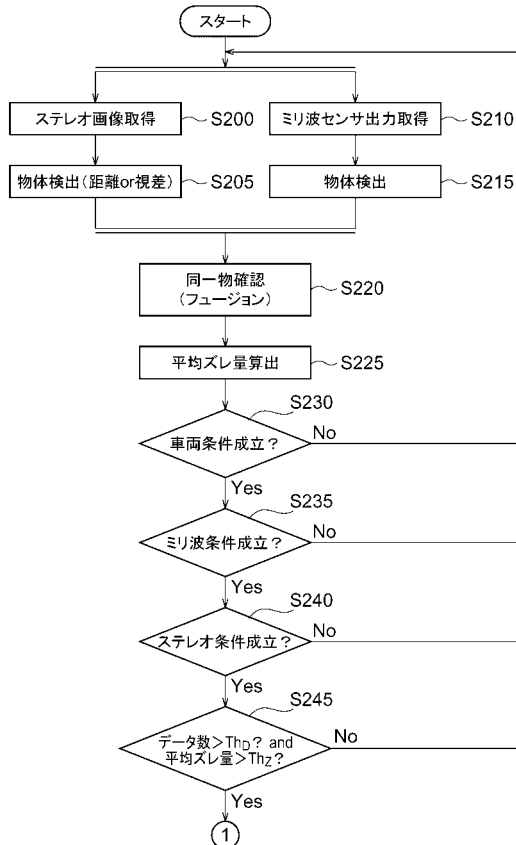 スタート
ステレオ画像取得
S200
ミリ波センサ出力取得
S210
物体検出(距離or視差)
S205
物体検出
S215
同一物確認
(フュージョン)
S220
平均ズレ量算出
S225
S230
車両条件成立?
No
Yes
S235
ミリ波条件成立?
No
Yes
S240
ステレオ条件成立?
No
Yes
S245
データ数>ThD? and
平均ズレ量>ThZ?
No
Yes
1